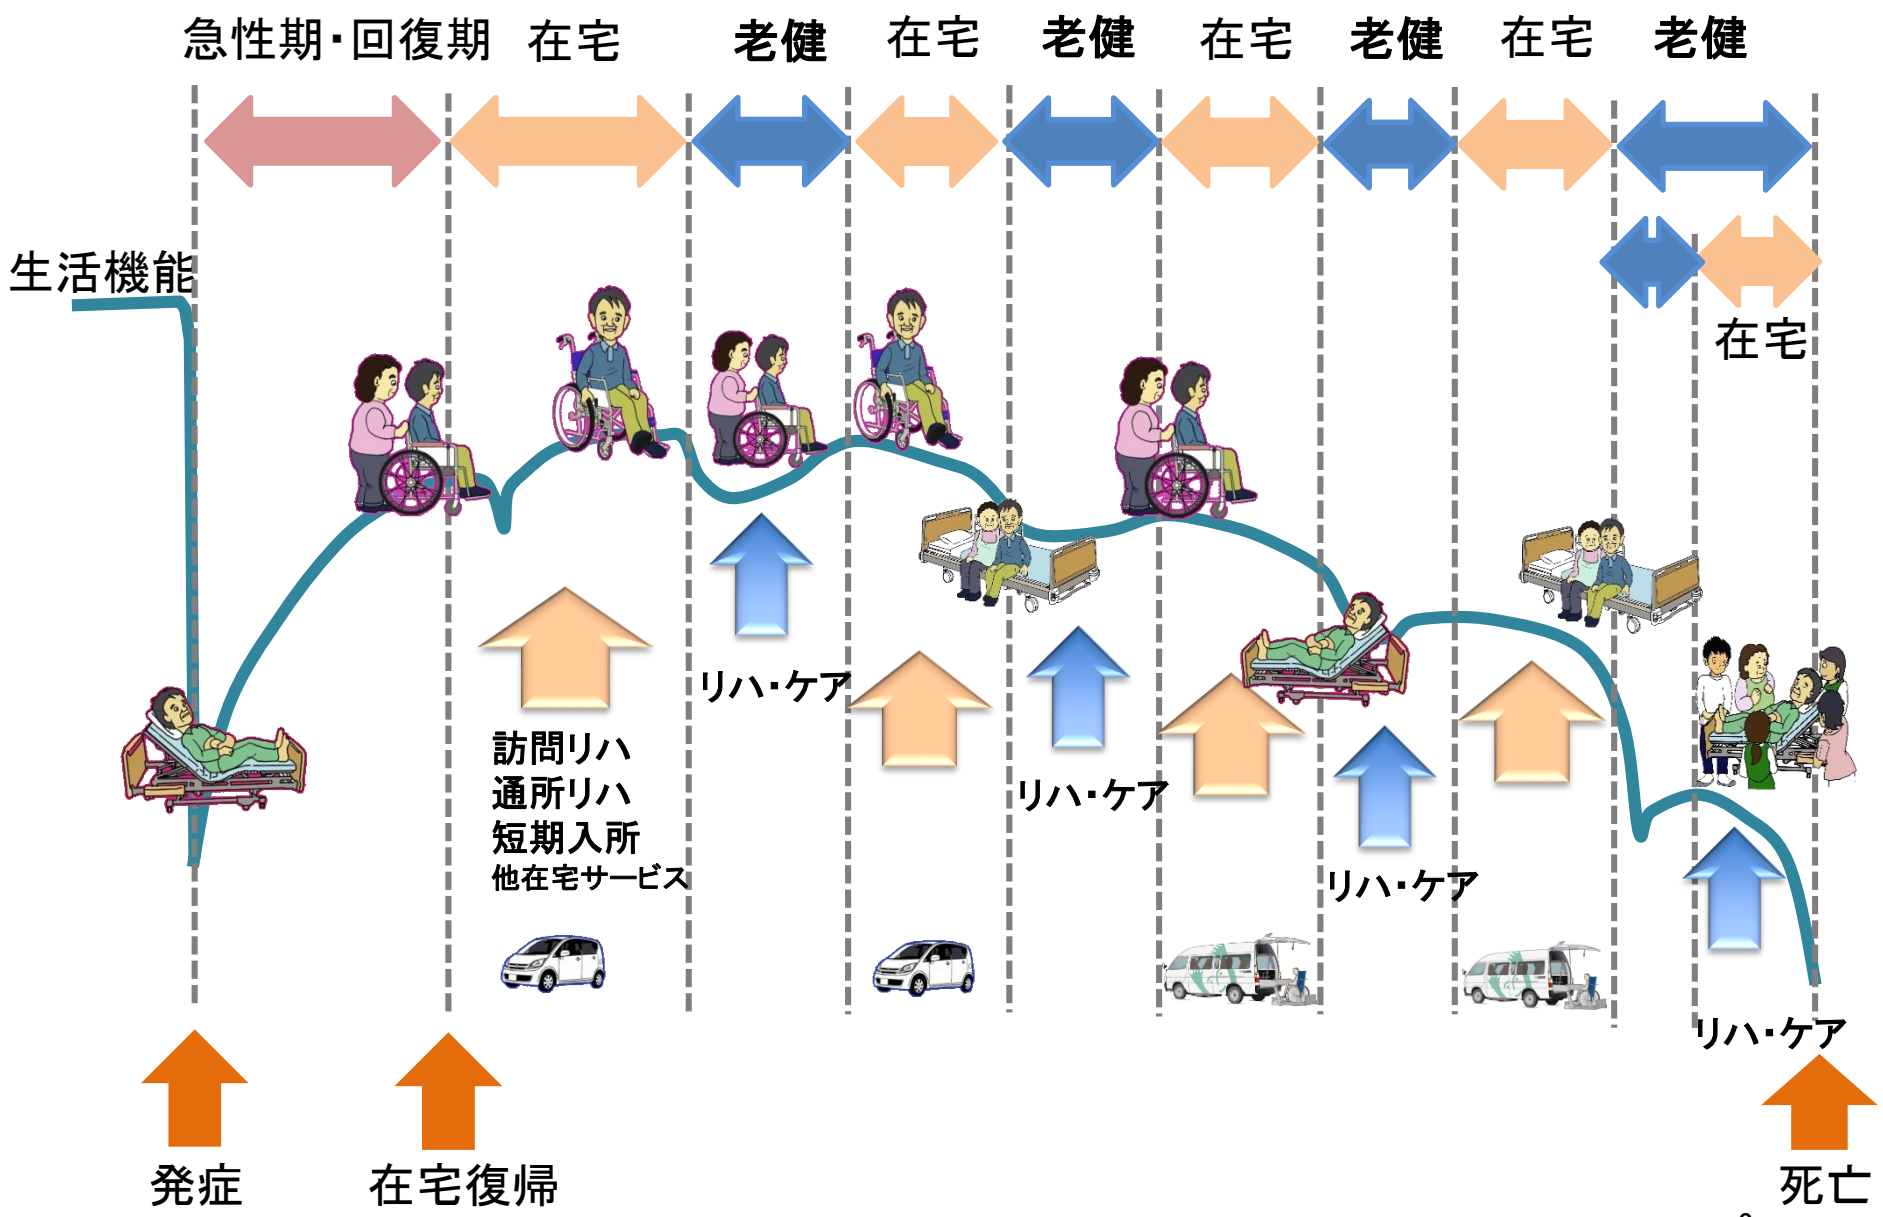 急性期・回復期 在宅 老健 在宅 老健 在宅 老健 在宅 老健
生活機能
在宅
リハ・ケア
訪問リハ
通所リハ
短期入所
他在宅サービス
リハ・ケア
リハ・ケア
リハ・ケア
発症 在宅復帰 死亡